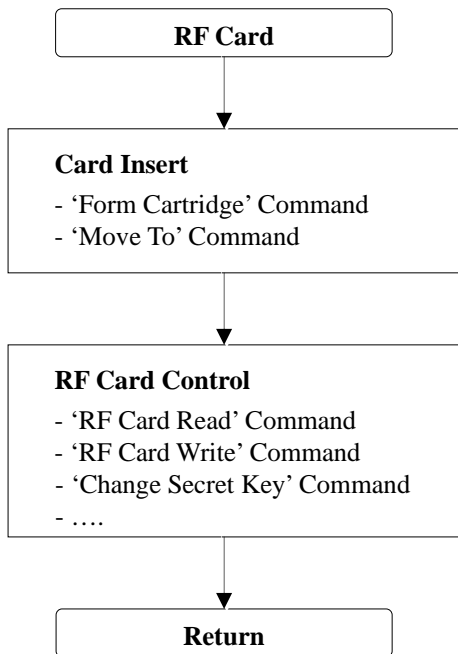 RF Card
Card Insert
- ‘Form Cartridge’ Command
- ‘Move To’ Command
RF Card Control
- ‘RF Card Read’ Command
- ‘RF Card Write’ Command
- ‘Change Secret Key’ Command
- ….
Return